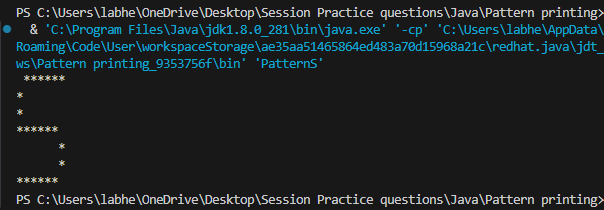 PS C:\Users\labhe\OneDrive\Desktop\Session Practice questions\Java\Pattern printing>
 & 'C:\Program Files\Java\jdk1.8.0_281\bin\java.exe' '-cp' 'C:\Users\labhe\AppData\
Roaming\Code\User\workspaceStorage\ae35aa51465864ed483a70d15968a21c\redhat.java\jdt_
ws\Pattern printing_9353756f\bin' 'PatternS'
 ******
*
*
******
      *
      *
******
PS C:\Users\labhe\OneDrive\Desktop\Session Practice questions\Java\Pattern printing>